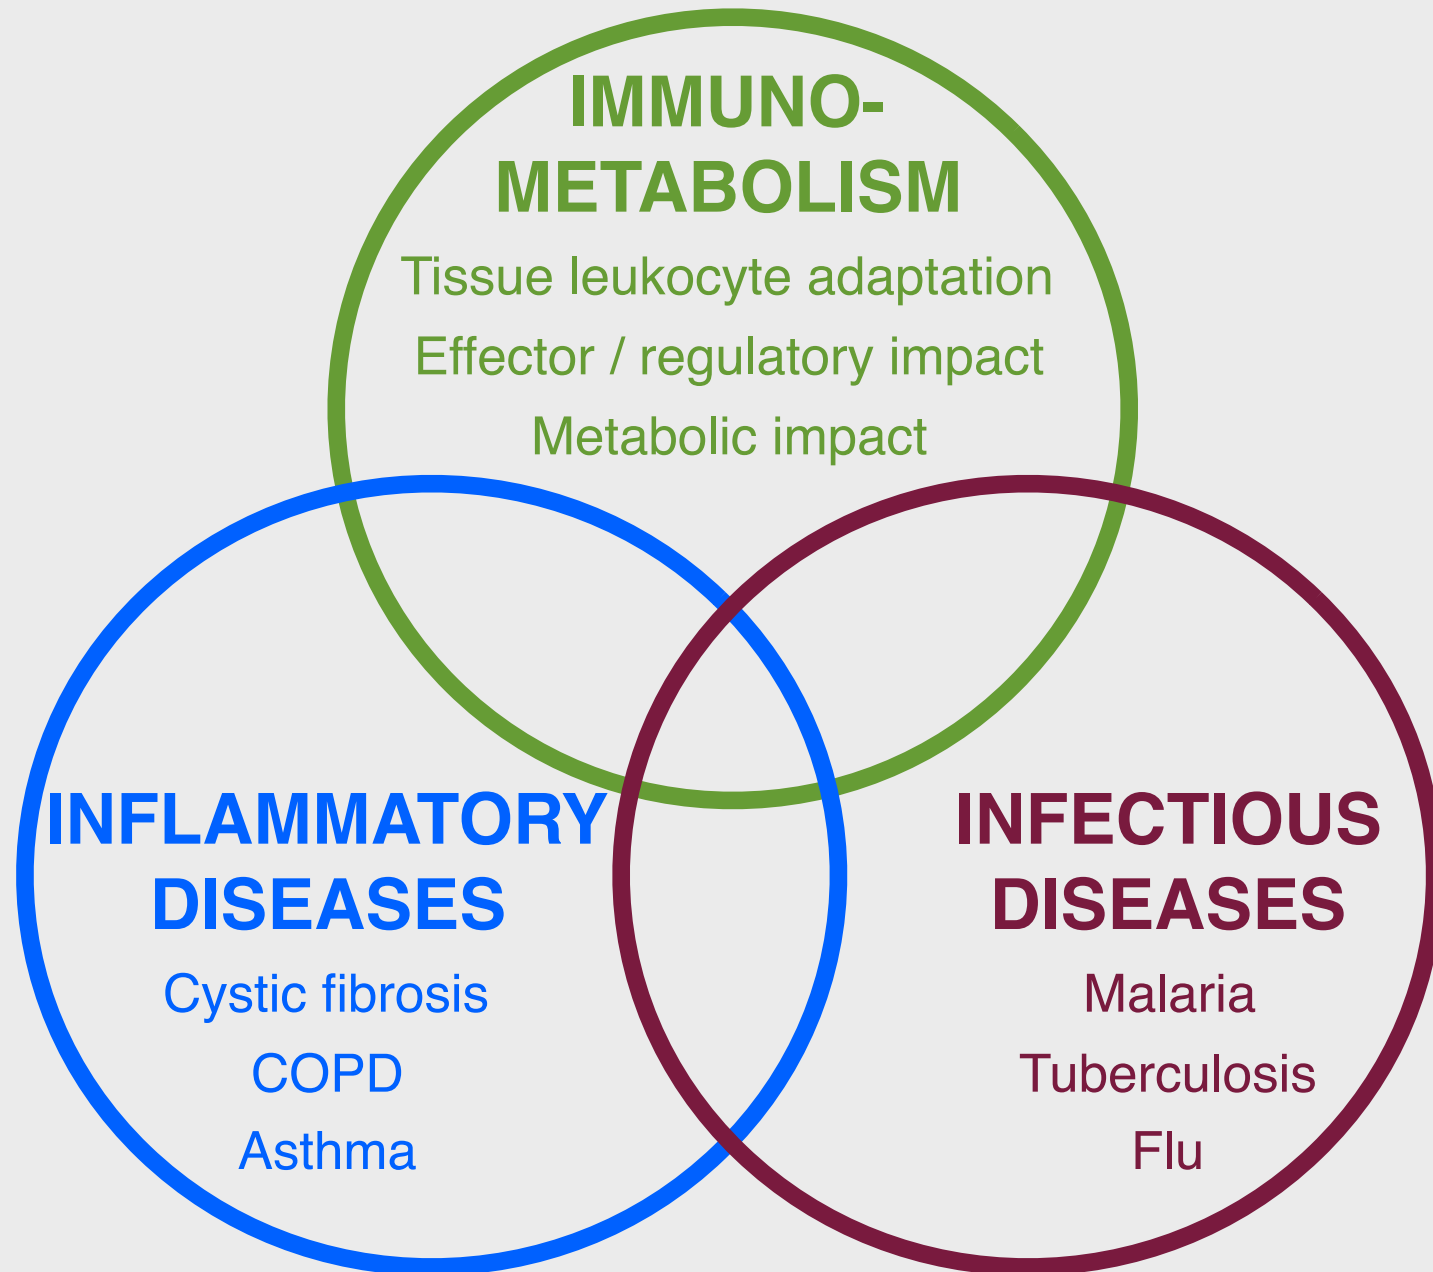 IMMUNO-
METABOLISM
Tissue leukocyte adaptation
Effector / regulatory impact
Metabolic impact
INFLAMMATORY
DISEASES
Cystic fibrosis
COPD
Asthma
INFECTIOUS
DISEASES
Malaria
Tuberculosis
Flu